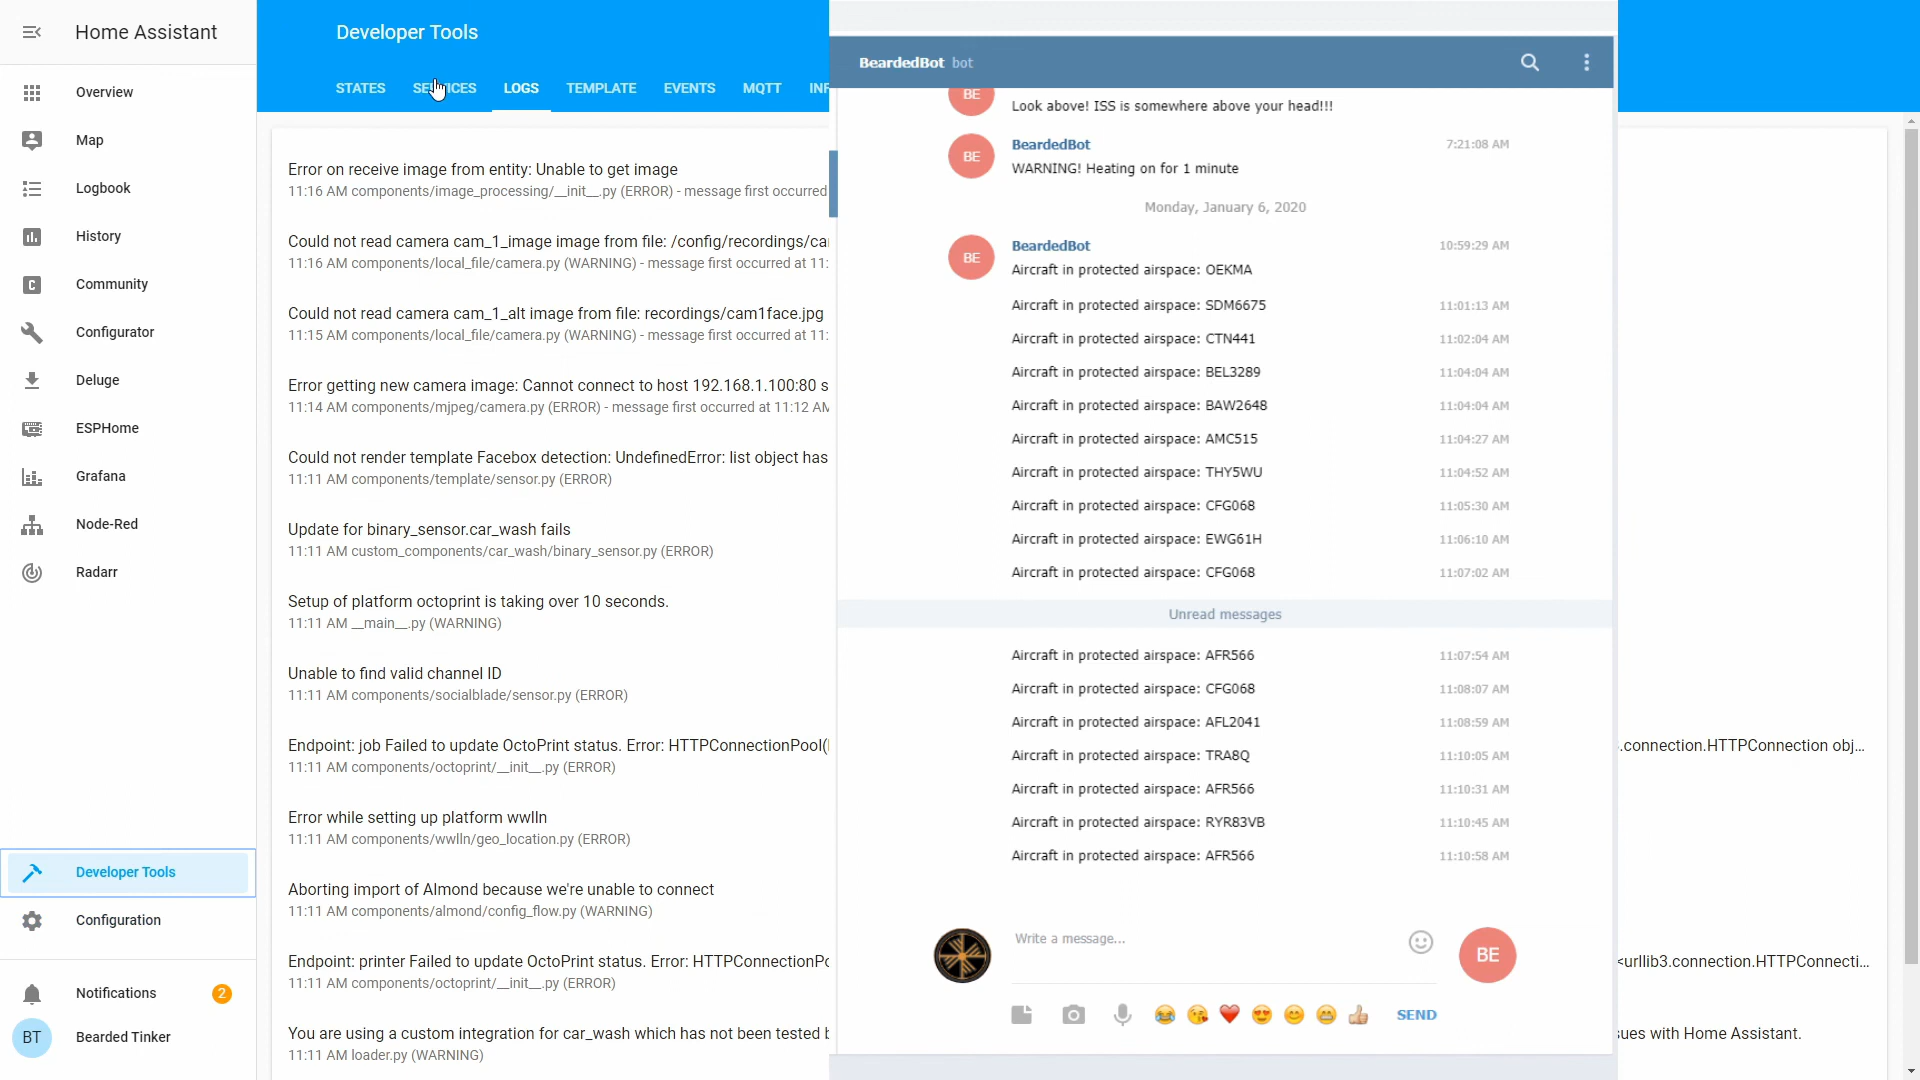 Home Assistant
Overview
Map
Logbook
History
Community
Configurator
Deluge
ESPHome
Grafana
Node-Red
Radarr
Developer Tools
Configuration
Notifications 2
BT Bearded Tinker
Developer Tools
STATES SERVICES LOGS TEMPLATE EVENTS MQTT
Error on receive image from entity: Unable to get image
11:16 AM components/image_processing/__init__.py (ERROR) - message first occurred
Could not read camera cam_1_image image from file: /config/recordings/ca
11:16 AM components/local_file/camera.py (WARNING) - message first occurred at 11:
Could not read camera cam_1_alt image from file: recordings/cam1face.jpg
11:15 AM components/local_file/camera.py (WARNING) - message first occurred at 11:
Error getting new camera image: Cannot connect to host 192.168.1.100:80 s
11:14 AM components/mjpeg/camera.py (ERROR) - message first occurred at 11:12 AM
Could not render template Facebox detection: UndefinedError: list object has
11:11 AM components/template/sensor.py (ERROR)
Update for binary_sensor.car_wash fails
11:11 AM custom_components/car_wash/binary_sensor.py (ERROR)
Setup of platform octoprint is taking over 10 seconds.
11:11 AM __main__.py (WARNING)
Unable to find valid channel ID
11:11 AM components/socialblade/sensor.py (ERROR)
Endpoint: job Failed to update OctoPrint status. Error: HTTPConnectionPool(
.connection.HTTPConnection obj...
11:11 AM components/octoprint/__init__.py (ERROR)
Error while setting up platform wwlln
11:11 AM components/wwlln/geo_location.py (ERROR)
Aborting import of Almond because we're unable to connect
11:11 AM components/almond/config_flow.py (WARNING)
Endpoint: printer Failed to update OctoPrint status. Error: HTTPConnectionP
<urllib3.connection.HTTPConnecti...
11:11 AM components/octoprint/__init__.py (ERROR)
You are using a custom integration for car_wash which has not been tested
sues with Home Assistant.
11:11 AM loader.py (WARNING)
BeardedBot bot
BE Look above! ISS is somewhere above your head!!!
BE BeardedBot 7:21:08 AM
WARNING! Heating on for 1 minute
Monday, January 6, 2020
BE BeardedBot 10:59:29 AM
Aircraft in protected airspace: OEKMA
Aircraft in protected airspace: SDM6675 11:01:13 AM
Aircraft in protected airspace: CTN441 11:02:04 AM
Aircraft in protected airspace: BEL3289 11:04:04 AM
Aircraft in protected airspace: BAW2648 11:04:04 AM
Aircraft in protected airspace: AMC515 11:04:27 AM
Aircraft in protected airspace: THY5WU 11:04:52 AM
Aircraft in protected airspace: CFG068 11:05:30 AM
Aircraft in protected airspace: EWG61H 11:06:10 AM
Aircraft in protected airspace: CFG068 11:07:02 AM
Unread messages
Aircraft in protected airspace: AFR566 11:07:54 AM
Aircraft in protected airspace: CFG068 11:08:07 AM
Aircraft in protected airspace: AFL2041 11:08:59 AM
Aircraft in protected airspace: TRA8Q 11:10:05 AM
Aircraft in protected airspace: AFR566 11:10:31 AM
Aircraft in protected airspace: RYR83VB 11:10:45 AM
Aircraft in protected airspace: AFR566 11:10:58 AM
Write a message...
BE
SEND